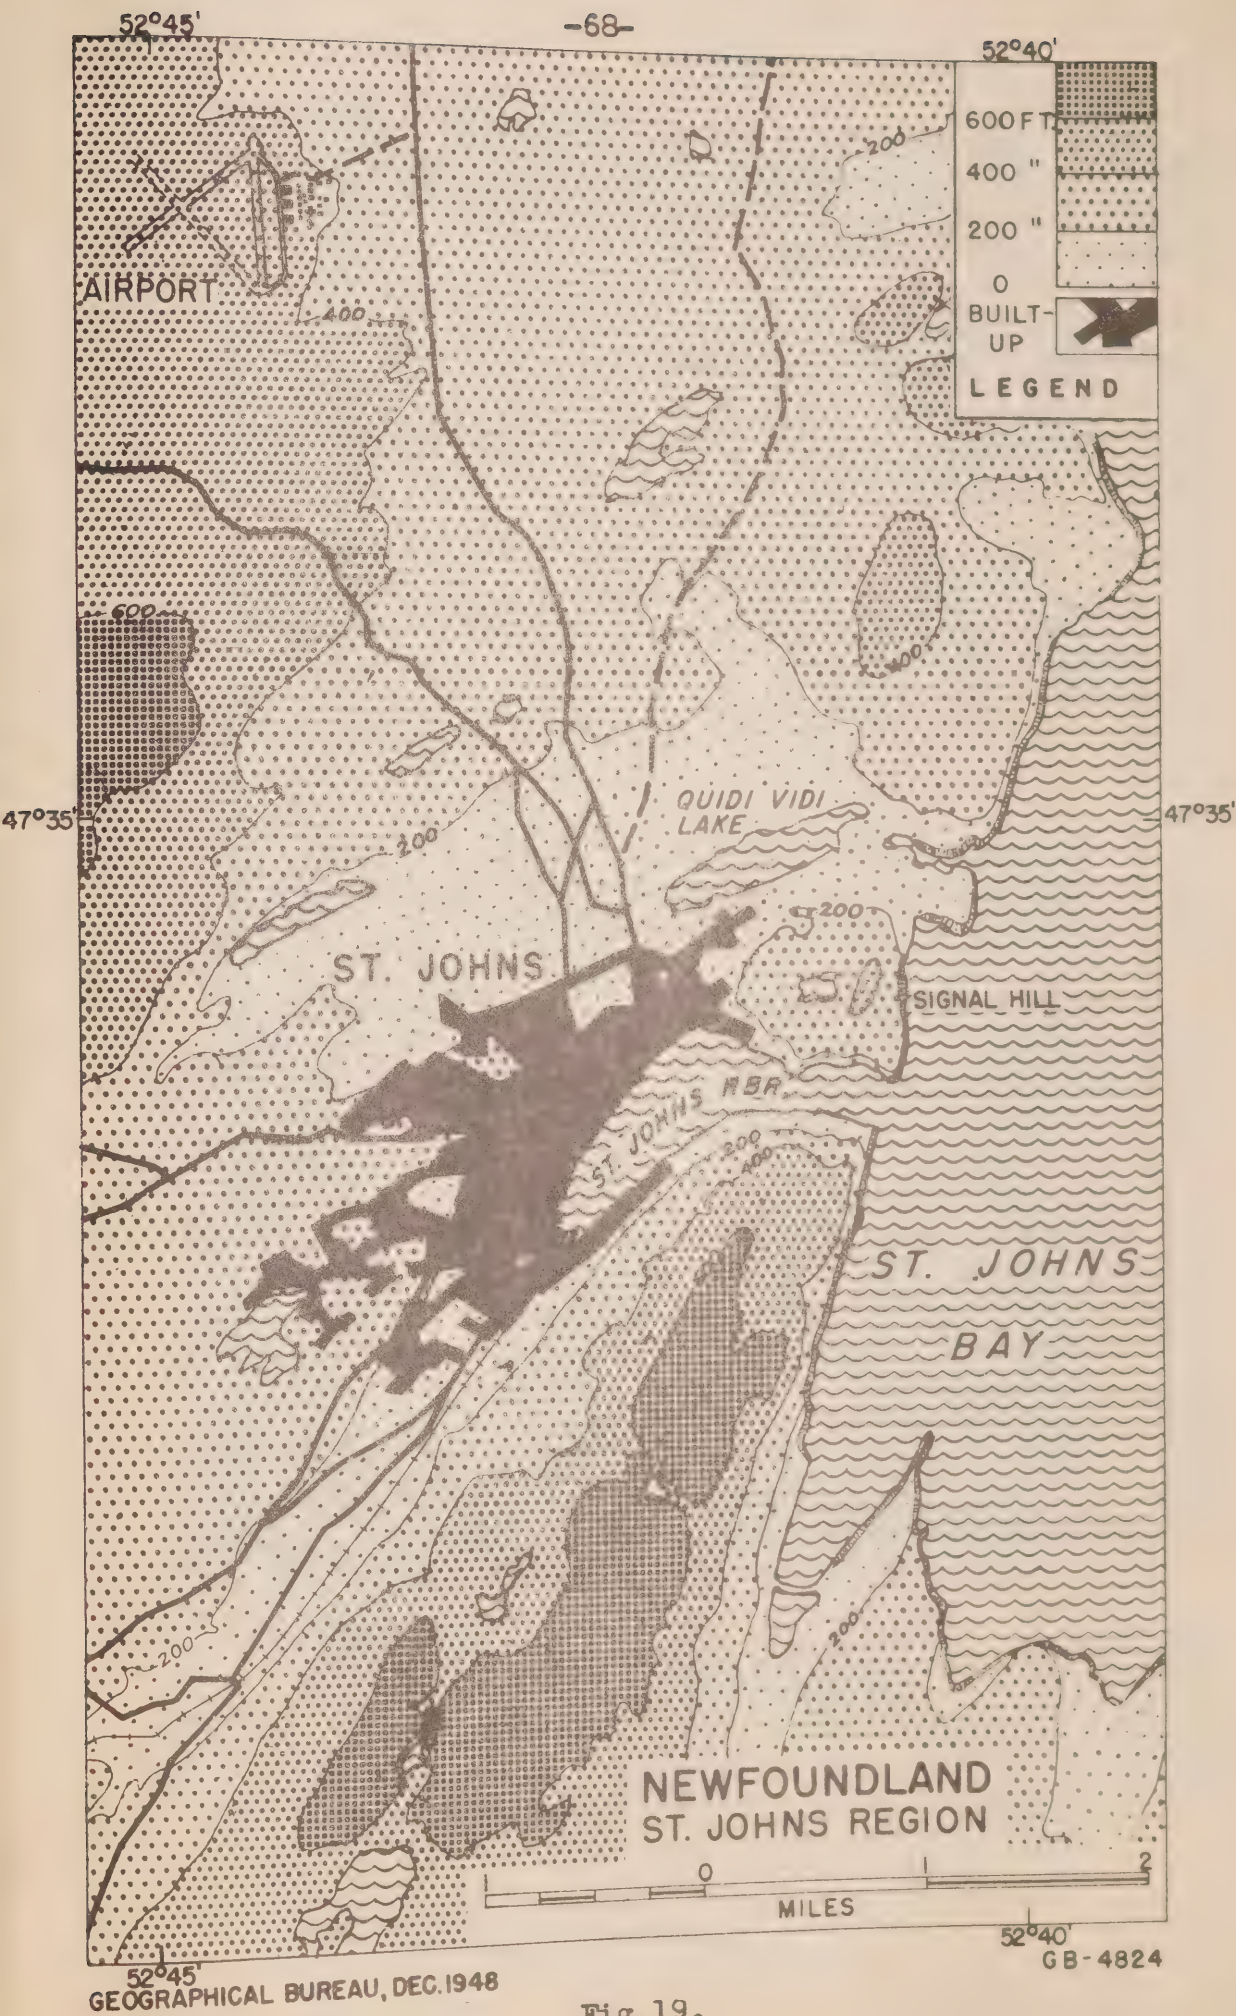 -68-
52°45'
52°40'
600 FT.
400 "
200 "
0
BUILT-
UP
LEGEND
200
AIRPORT
400
600
400
47°35'
47°35'
QUIDI VIDI
LAKE
200
200
ST. JOHNS
SIGNAL HILL
ST. JOHNS HBR.
200
400
ST. JOHNS
BAY
200
200
NEWFOUNDLAND
ST. JOHNS REGION
1 0 1 2
MILES
52°45'
52°40'
GB-4824
GEOGRAPHICAL BUREAU, DEC. 1948
Fig 19.